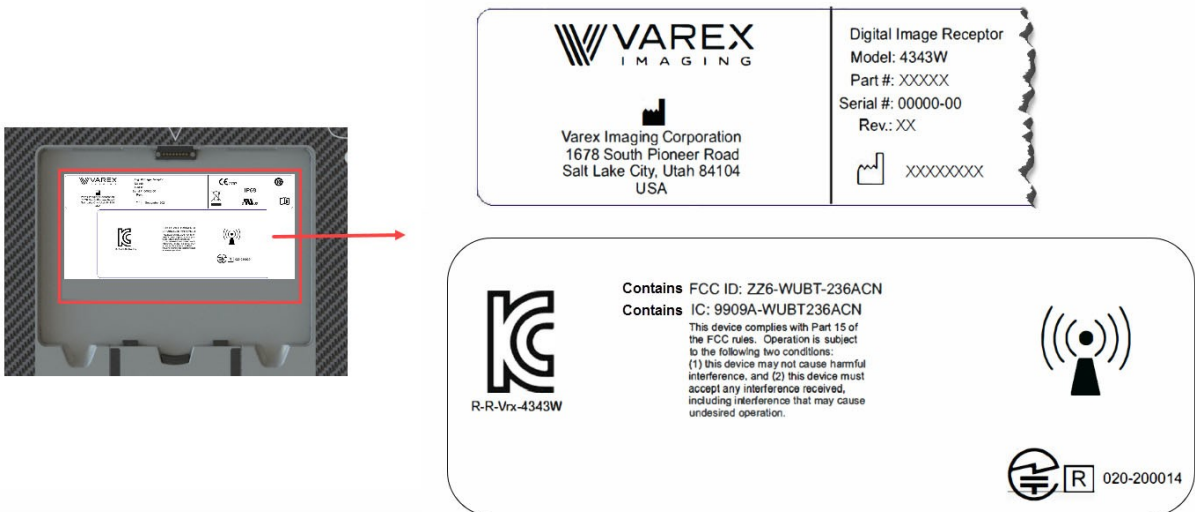 VAREX
IMAGING
Varex Imaging Corporation
1678 South Pioneer Road
Salt Lake City, Utah 84104
USA
Digital Image Receptor
Model: 4343W
Part #: XXXXX
Serial #: 00000-00
Rev.: XX
XXXXXXXX
R-R-Vrx-4343W
Contains FCC ID: ZZ6-WUBT-236ACN
Contains IC: 9909A-WUBT236ACN
This device complies with Part 15 of
the FCC rules. Operation is subject
to the following two conditions:
(1) this device may not cause harmful
interference, and (2) this device must
accept any interference received,
including interference that may cause
undesired operation.
R 020-200014
VAREX
CE